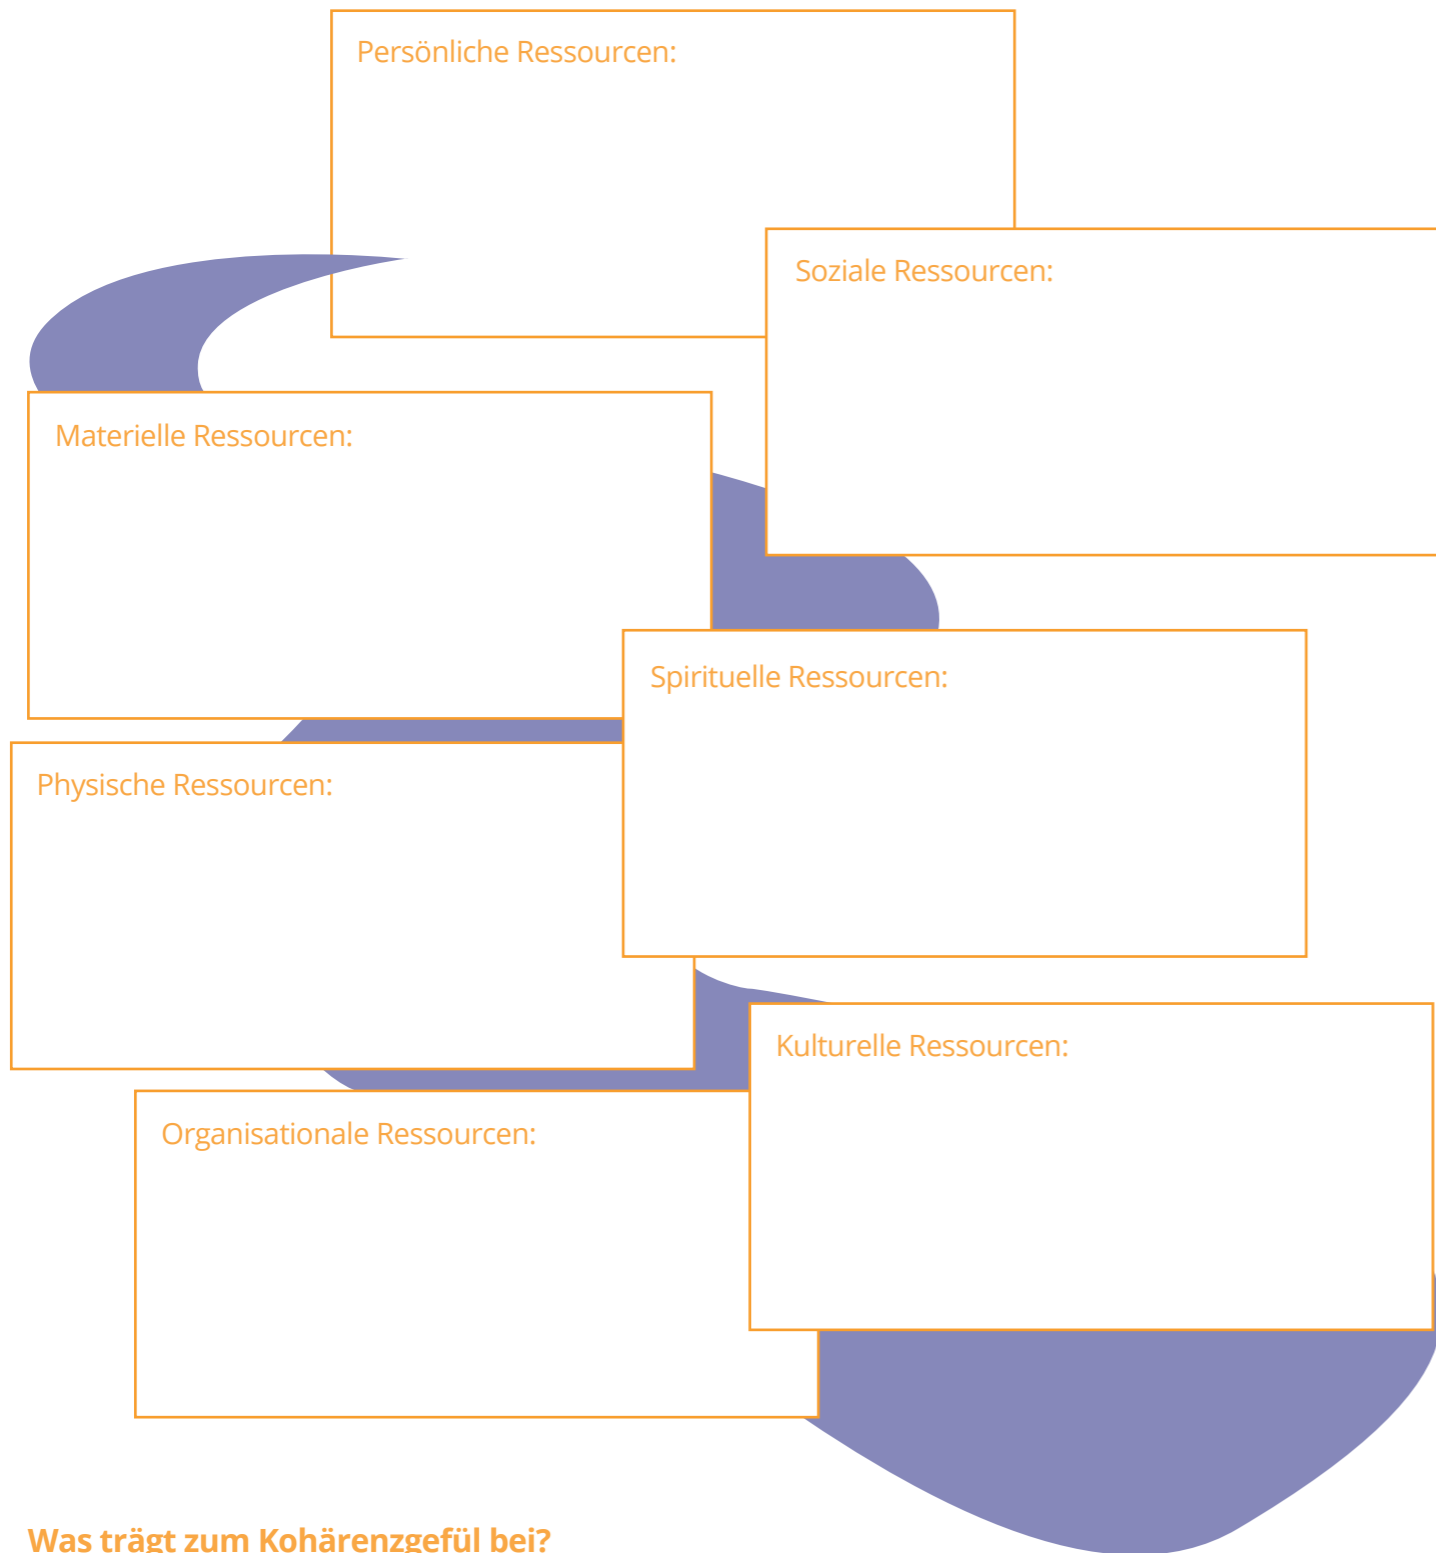 Persönliche Ressourcen:
Soziale Ressourcen:
Materielle Ressourcen:
Spirituelle Ressourcen:
Physische Ressourcen:
Kulturelle Ressourcen:
Organisationale Ressourcen:
Was trägt zum Kohärenzgefül bei?